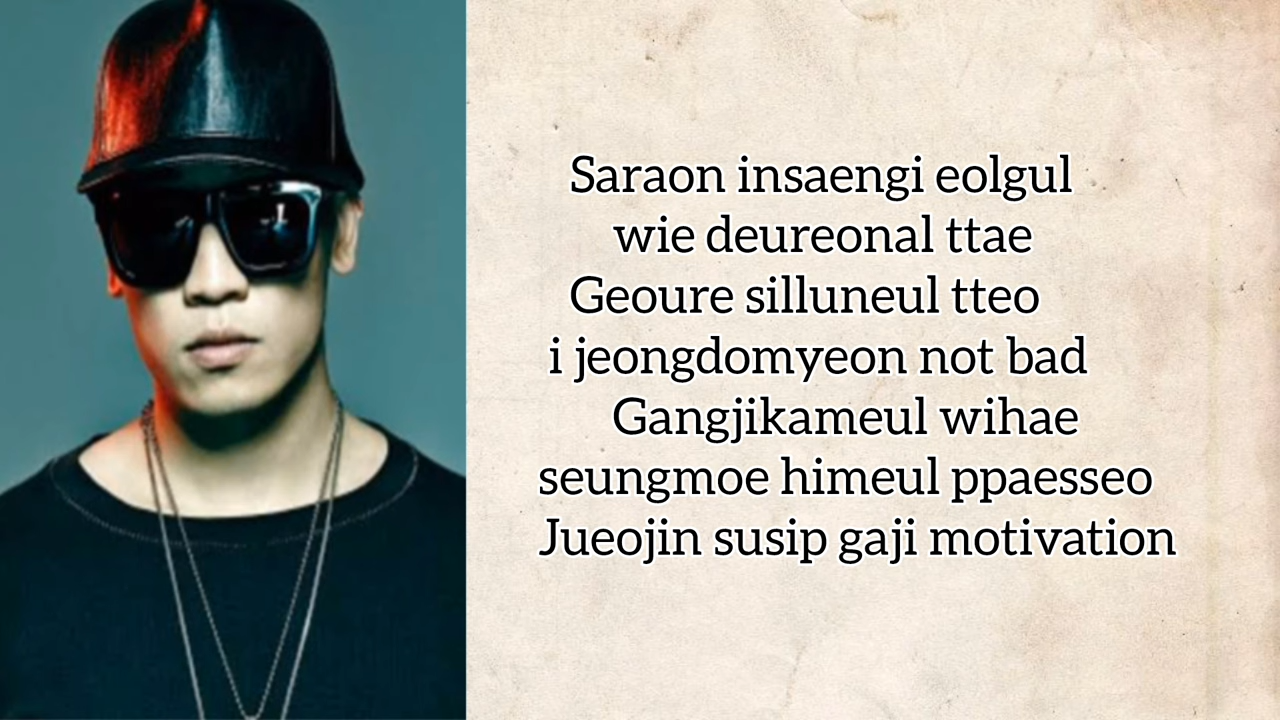 Saraon insaengi eolgul
wie deureonal ttae
Geoure silluneul tteo
i jeongdomyeon not bad
Gangjikameul wihae
seungmoe himeul ppaesseo
Jueojin susip gaji motivation